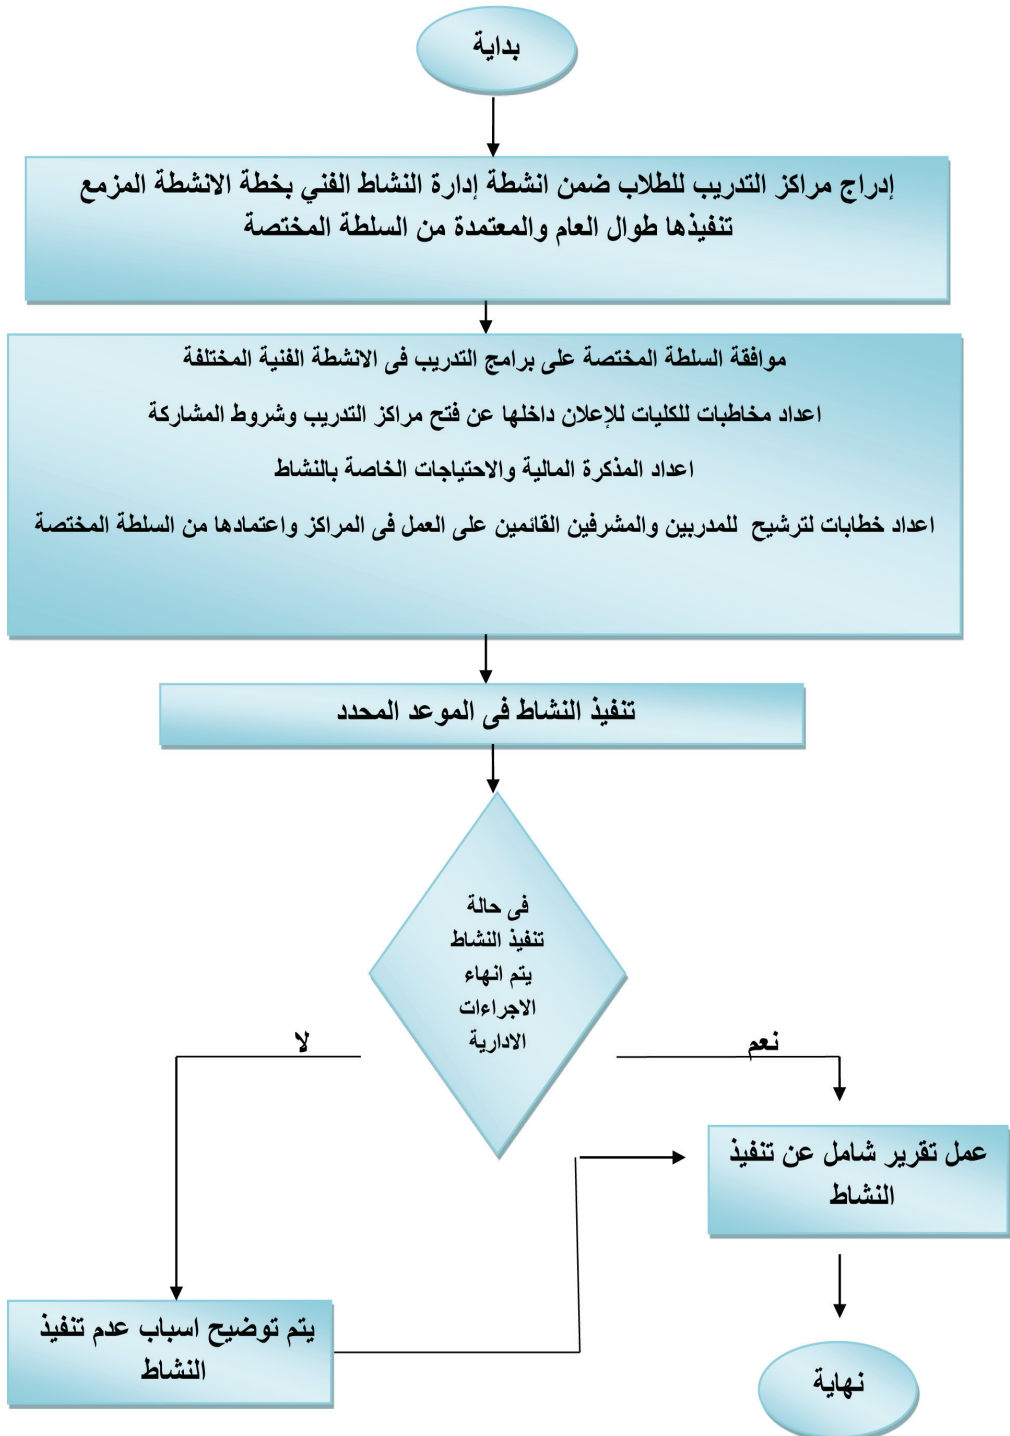 بداية
إدراج مراكز التدريب للطلاب ضمن انشطة إدارة النشاط الفني بخطة الانشطة المزمع
تنفيذها طوال العام والمعتمدة من السلطة المختصة
موافقة السلطة المختصة على برامج التدريب فى الانشطة الفنية المختلفة
اعداد مخاطبات للكليات للإعلان داخلها عن فتح مراكز التدريب وشروط المشاركة
اعداد المذكرة المالية والاحتياجات الخاصة بالنشاط
اعداد خطابات لترشيح للمدربين والمشرفين القائمين على العمل فى المراكز واعتمادها من السلطة المختصة
تنفيذ النشاط فى الموعد المحدد
فى حالة
تنفيذ النشاط
يتم انهاء
الاجراءات
الادارية
نعم
لا
عمل تقرير شامل عن تنفيذ
النشاط
يتم توضيح اسباب عدم تنفيذ
النشاط
نهاية